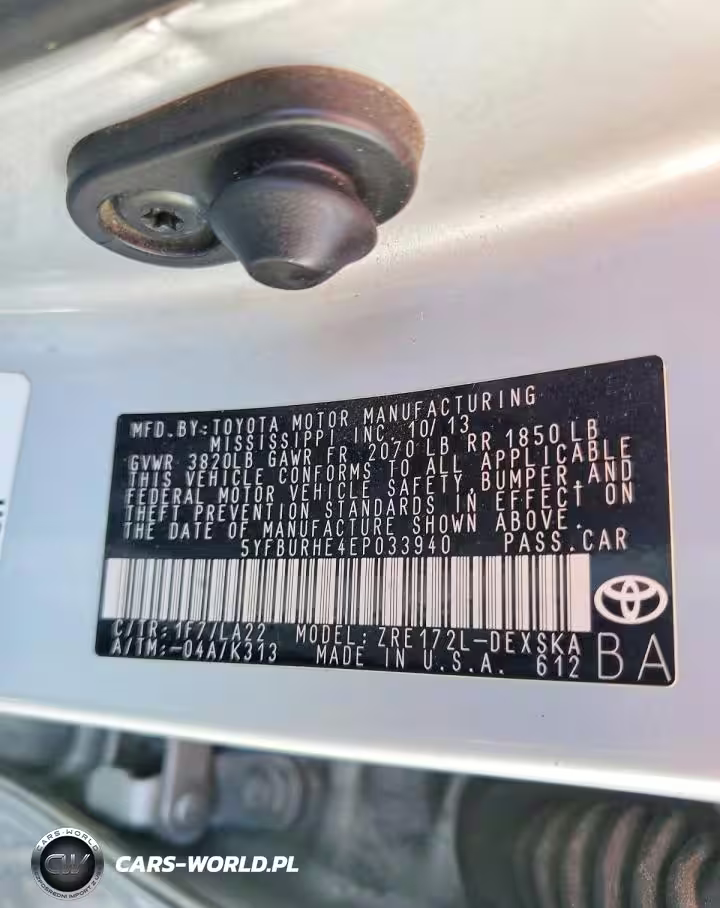 MFD.BY:TOYOTA MOTOR MANUFACTURING
MISSISSIPPI INC 10/13
GVWR 3820LB GAWR FR 2070 LB RR 1850 LB
THIS VEHICLE CONFORMS TO ALL APPLICABLE
FEDERAL MOTOR VEHICLE SAFETY,BUMPER,AND
THEFT PREVENTION STANDARDS IN EFFECT ON
THE DATE OF MANUFACTURE SHOWN ABOVE.
5YFBURHE4EP033940 PASS.CAR
C/TR:1F7/LA22 MODEL:ZRE172L-DEXSKA
A/TM:-04A/K313 MADE IN U.S.A. 612 BA
CARS-WORLD
CW
CARS-WORLD.PL